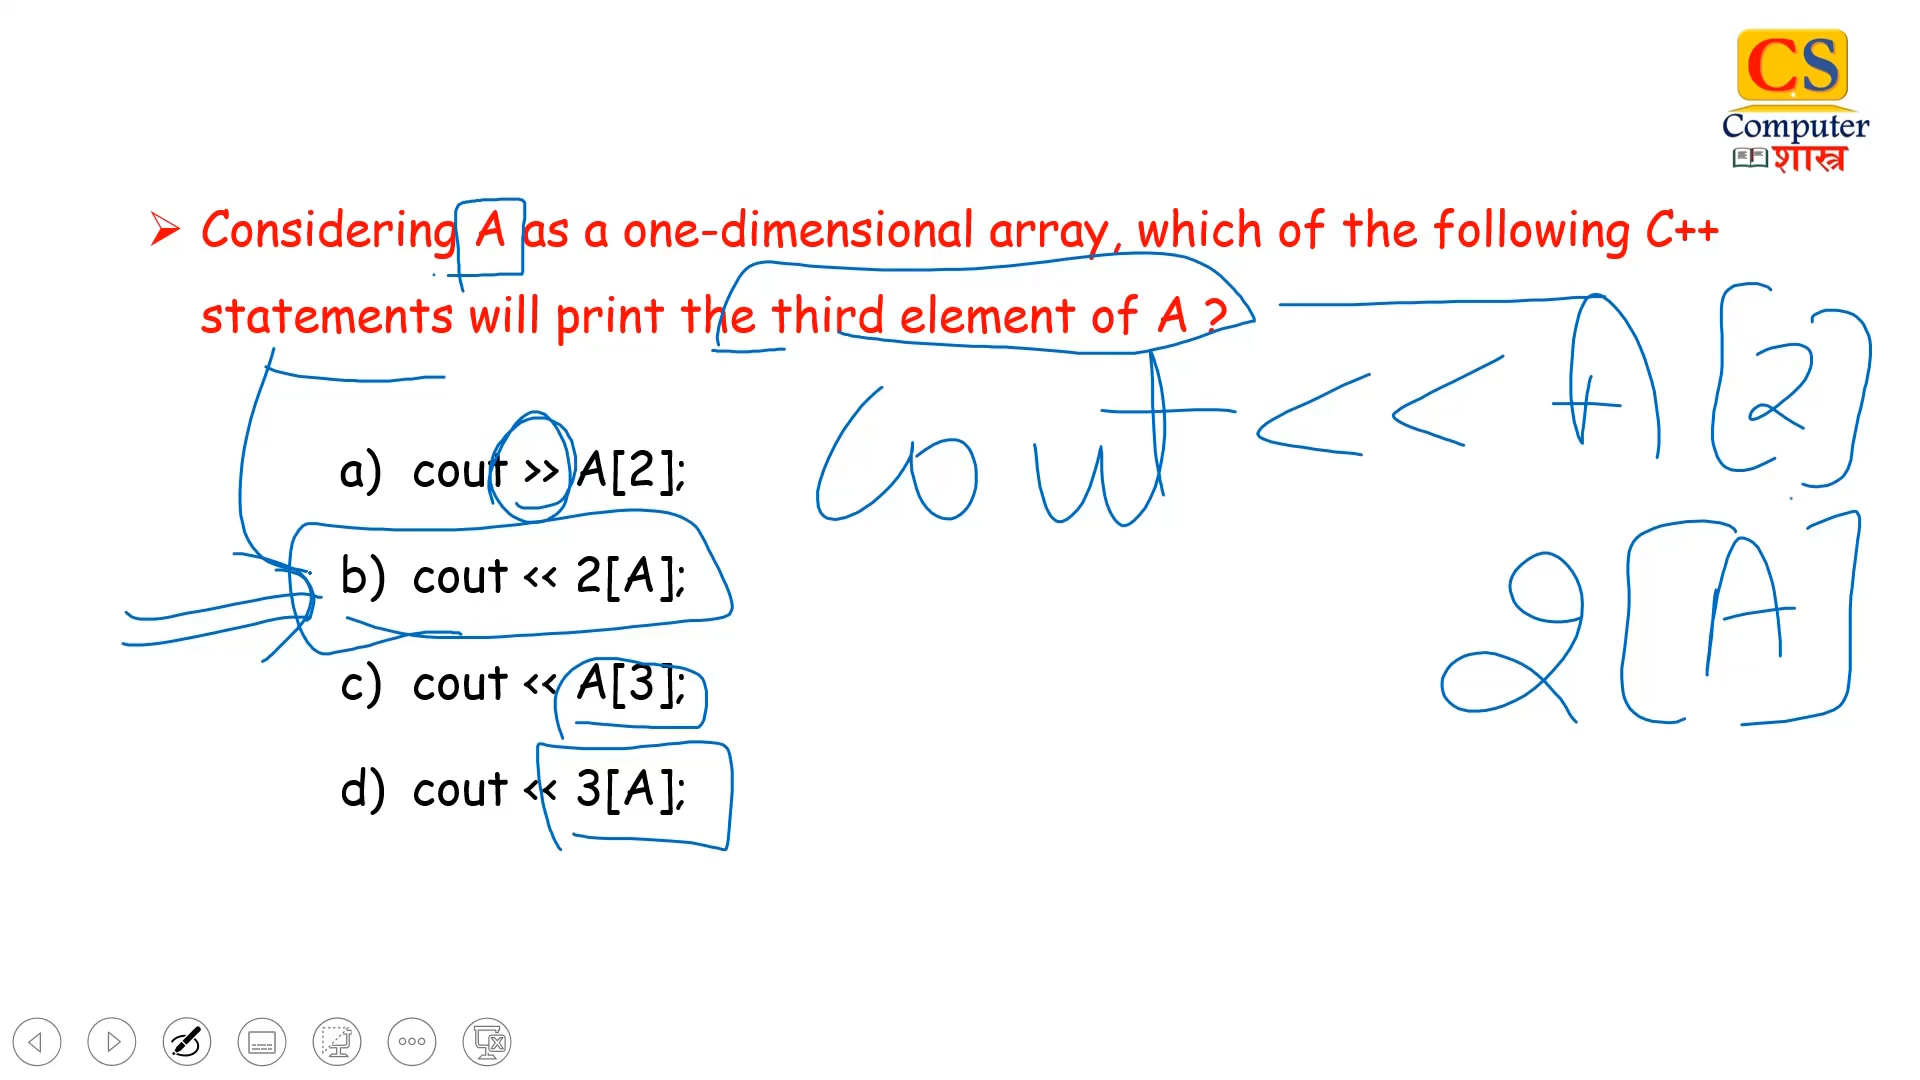 CS
Computer
शास्त्र
Considering A as a one-dimensional array, which of the following C++
statements will print the third element of A ?
cout << A [2]
a) cout >> A[2];
b) cout << 2[A];
2[A]
c) cout << A[3];
d) cout << 3[A];